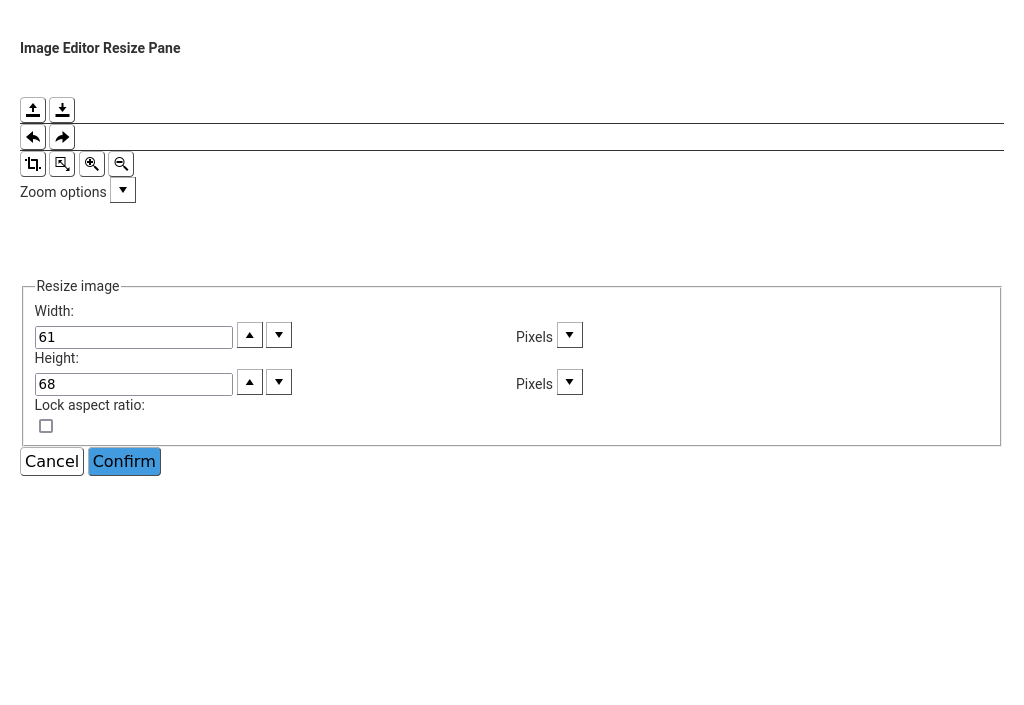 Image Editor Resize Pane
Zoom options
Resize image
Width:
61 Pixels
Height:
68 Pixels
Lock aspect ratio:
Cancel Confirm